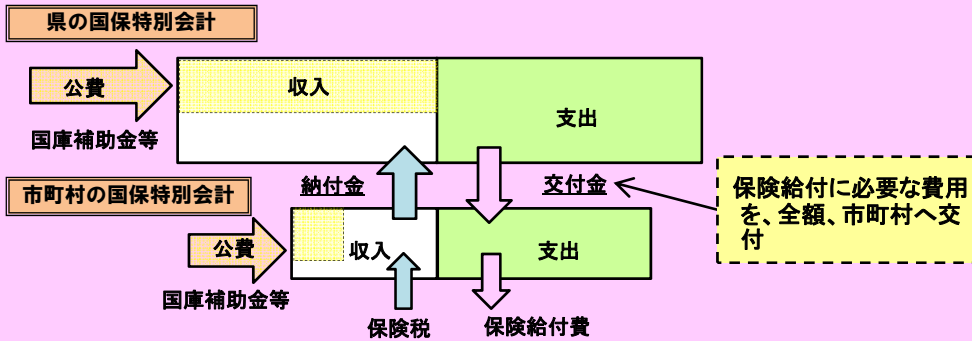 県の国保特別会計
公費
収入
支出
国庫補助金等
納付金
交付金
保険給付に必要な費用
を、全額、市町村へ交
付
市町村の国保特別会計
公費
収入
支出
国庫補助金等
保険税
保険給付費